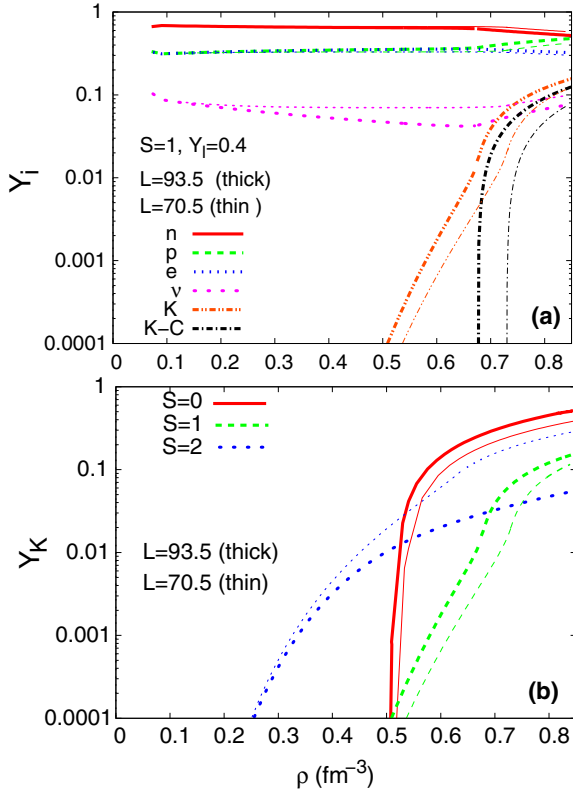 1
0.1
0.01
0.001
0.0001
Y_i
S=1, Y_l=0.4
L=93.5 (thick)
L=70.5 (thin )
n
p
e
ν
K
K−C
(a)
0 0.1 0.2 0.3 0.4 0.5 0.6 0.7 0.8
1
0.1
0.01
0.001
0.0001
Y_K
S=0
S=1
S=2
L=93.5 (thick)
L=70.5 (thin)
(b)
0 0.1 0.2 0.3 0.4 0.5 0.6 0.7 0.8
ρ (fm⁻³)